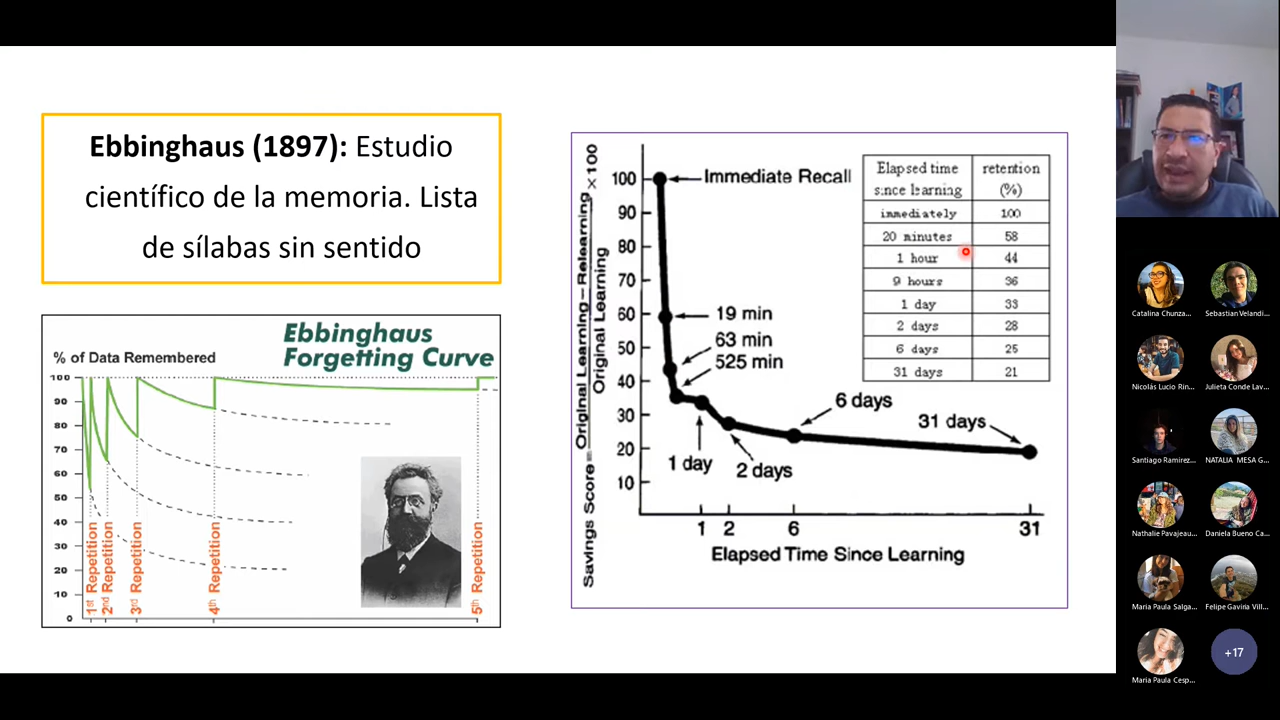 Ebbinghaus (1897): Estudio
científico de la memoria. Lista
de sílabas sin sentido
Ebbinghaus
Forgetting Curve
% of Data Remembered
100
90
80
70
60
50
40
30
20
10
0
1st Repetition
2nd Repetition
3rd Repetition
4th Repetition
5th Repetition
Savings Score = Original Learning – Relearning ×100
Original Learning
100
90
80
70
60
50
40
30
20
10
Immediate Recall
19 min
63 min
525 min
1 day
2 days
6 days
31 days
1 2 6 31
Elapsed Time Since Learning
Elapsed time since learning retention (%)
immediately 100
20 minutes 58
1 hour 44
9 hours 36
1 day 33
2 days 28
6 days 25
31 days 21
Catalina Chunza... Sebastian Velandi...
Nicolás Lucio Rin... Julieta Conde Lav...
Santiago Ramirez... NATALIA MESA G...
Nathalie Pavajeau... Daniela Bueno Ca...
Maria Paula Salga... Felipe Gaviria Vill...
Maria Paula Cesp... +17